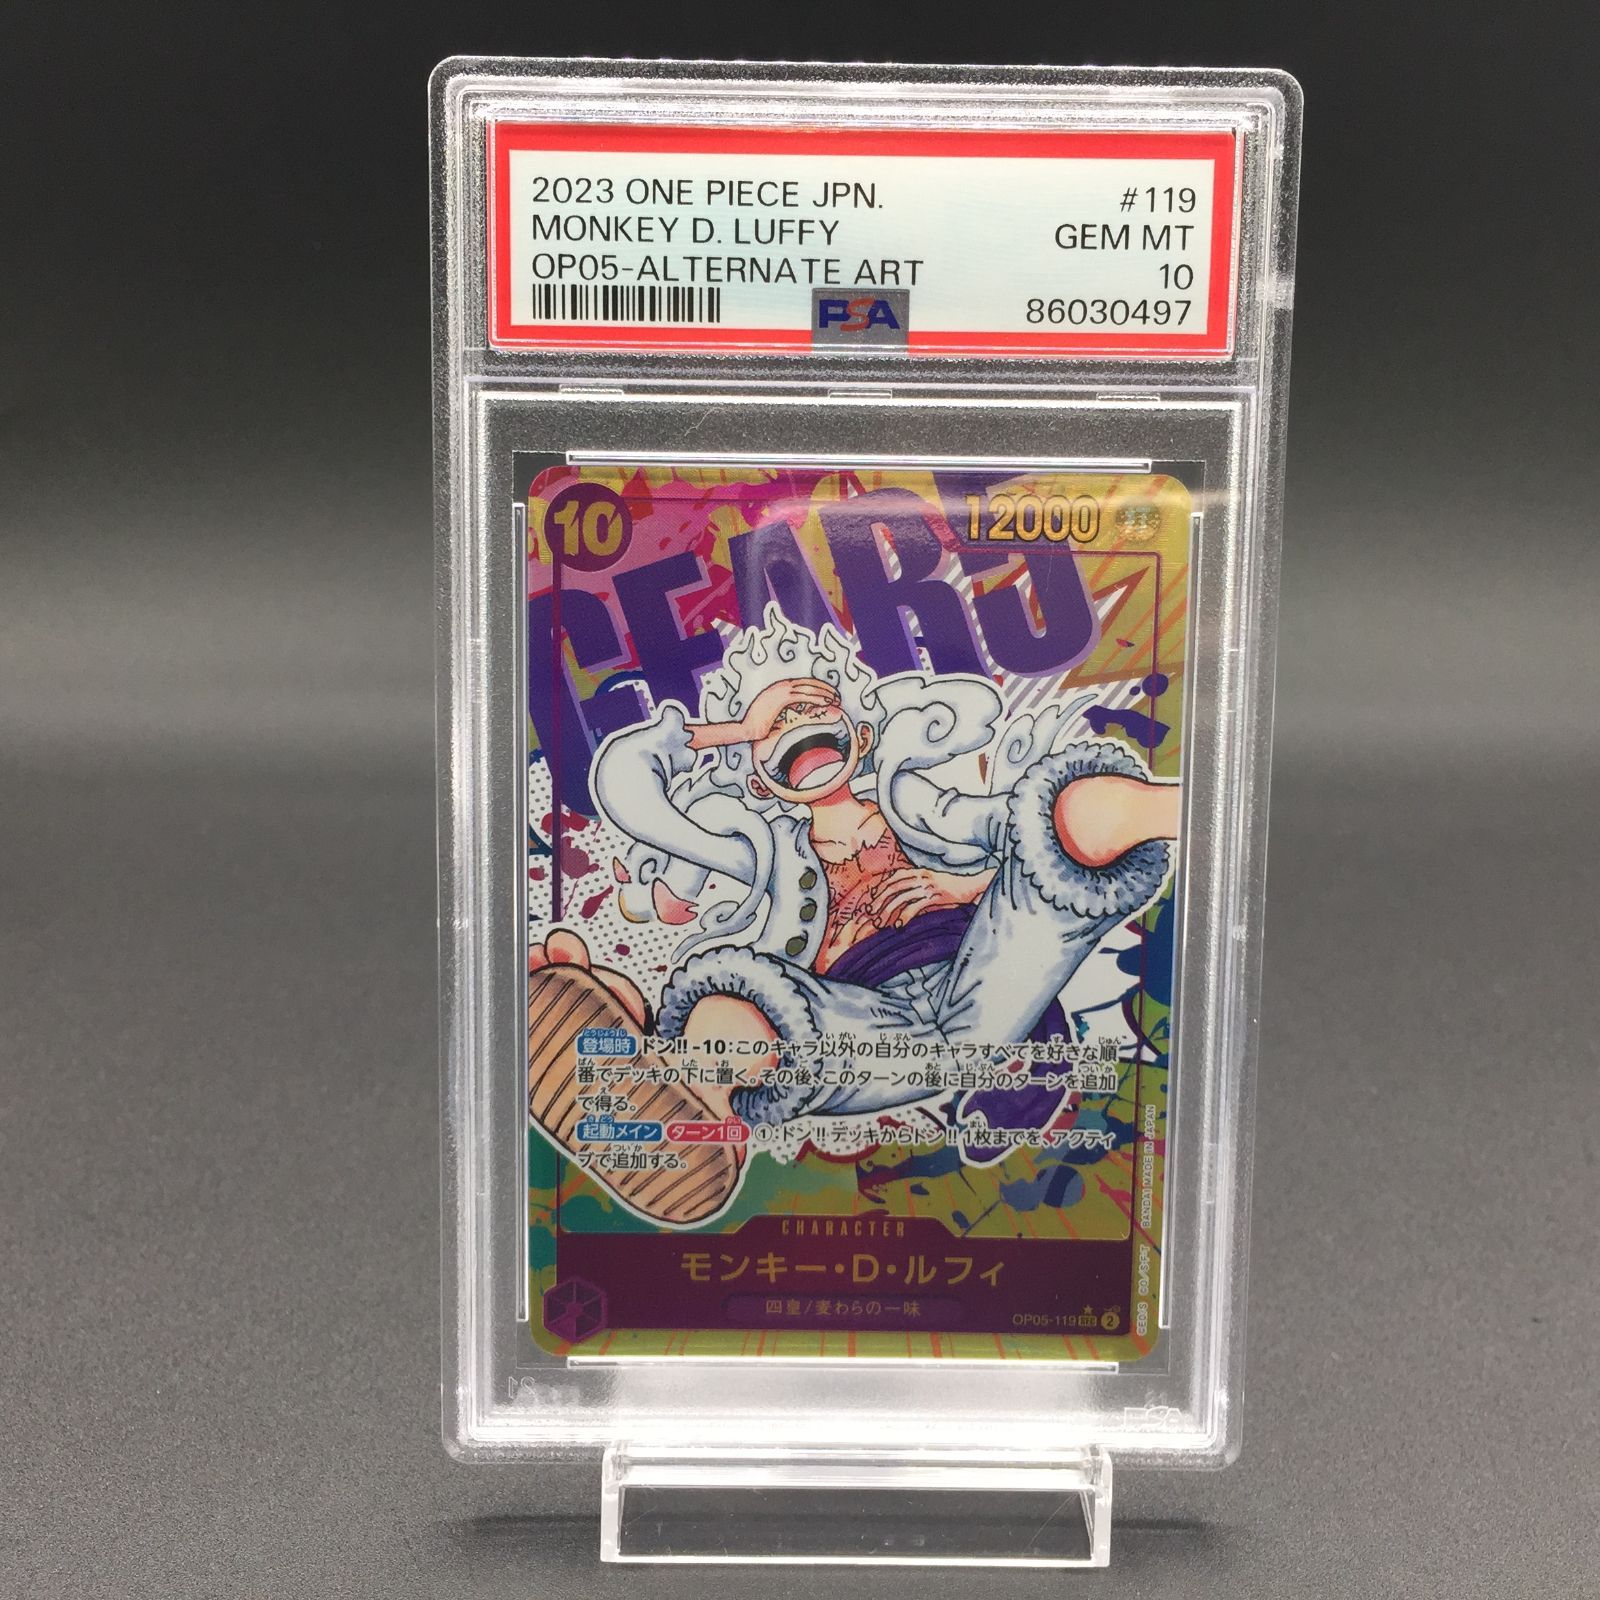 2023 ONE PIECE JPN.
#119
MONKEY D. LUFFY
GEM MT
OP05-ALTERNATE ART
10
PSA
86030497
10
12000
GEAR5
登場時 ドン!!-10:このキャラ以外の自分のキャラすべてを好きな順
番でデッキの下に置く。その後、このターンの後に自分のターンを追加
で得る。
起動メイン ターン1回 ①:ドン!!デッキからドン!!1枚までを、アクティ
ブで追加する。
CHARACTER
モンキー・D・ルフィ
四皇/麦わらの一味
OP05-119 SEC 2
©E.O./S. ©O./S·F·T BANDAI MADE IN JAPAN